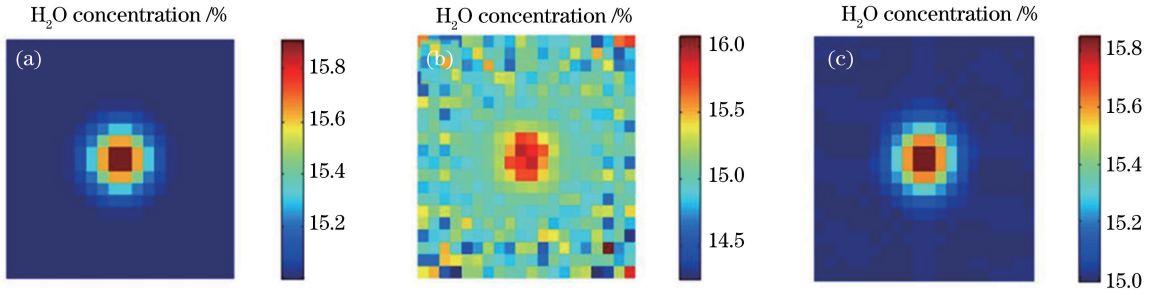 H₂O concentration /%
(a)
15.8
15.6
15.4
15.2
H₂O concentration /%
(b)
16.0
15.5
15.0
14.5
H₂O concentration /%
(c)
15.8
15.6
15.4
15.2
15.0